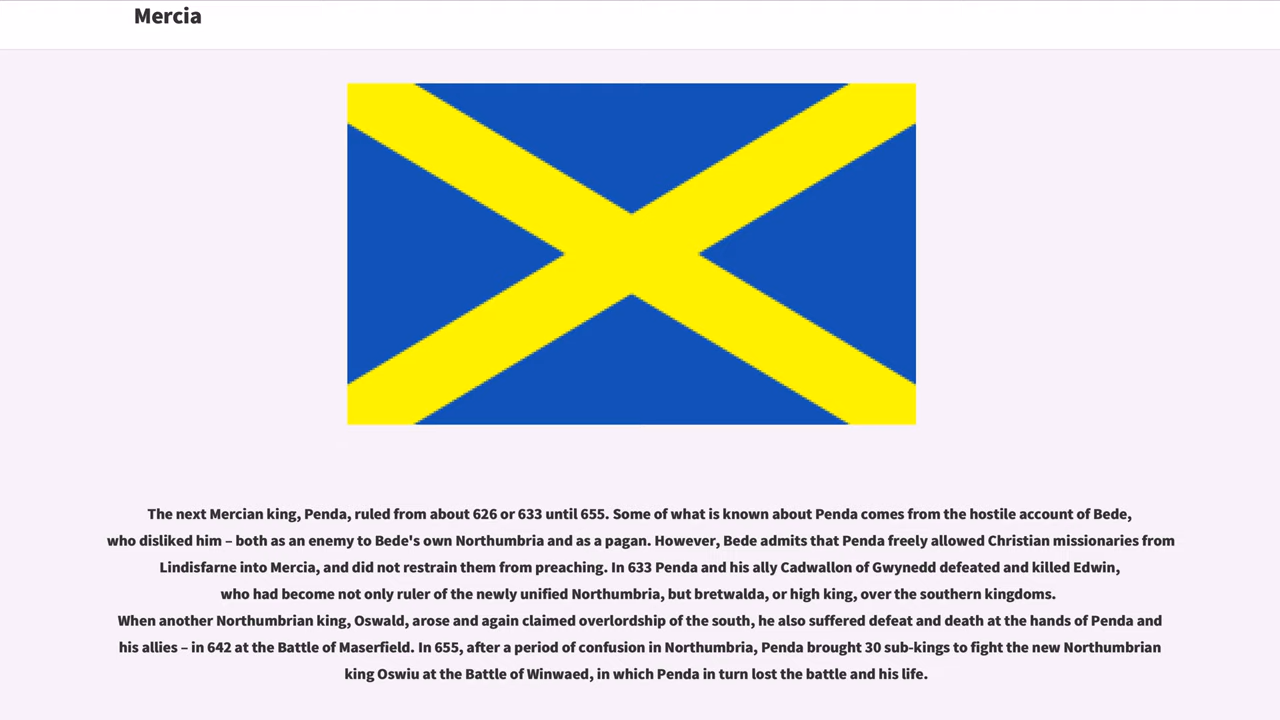 Mercia
The next Mercian king, Penda, ruled from about 626 or 633 until 655. Some of what is known about Penda comes from the hostile account of Bede,
who disliked him – both as an enemy to Bede's own Northumbria and as a pagan. However, Bede admits that Penda freely allowed Christian missionaries from
Lindisfarne into Mercia, and did not restrain them from preaching. In 633 Penda and his ally Cadwallon of Gwynedd defeated and killed Edwin,
who had become not only ruler of the newly unified Northumbria, but bretwalda, or high king, over the southern kingdoms.
When another Northumbrian king, Oswald, arose and again claimed overlordship of the south, he also suffered defeat and death at the hands of Penda and
his allies – in 642 at the Battle of Maserfield. In 655, after a period of confusion in Northumbria, Penda brought 30 sub-kings to fight the new Northumbrian
king Oswiu at the Battle of Winwaed, in which Penda in turn lost the battle and his life.